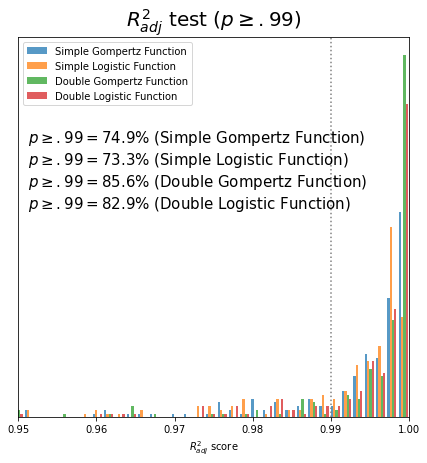 R²adj test (p ≥ .99)
Simple Gompertz Function
Simple Logistic Function
Double Gompertz Function
Double Logistic Function
p ≥ .99 = 74.9% (Simple Gompertz Function)
p ≥ .99 = 73.3% (Simple Logistic Function)
p ≥ .99 = 85.6% (Double Gompertz Function)
p ≥ .99 = 82.9% (Double Logistic Function)
0.95 0.96 0.97 0.98 0.99 1.00
R²adj score